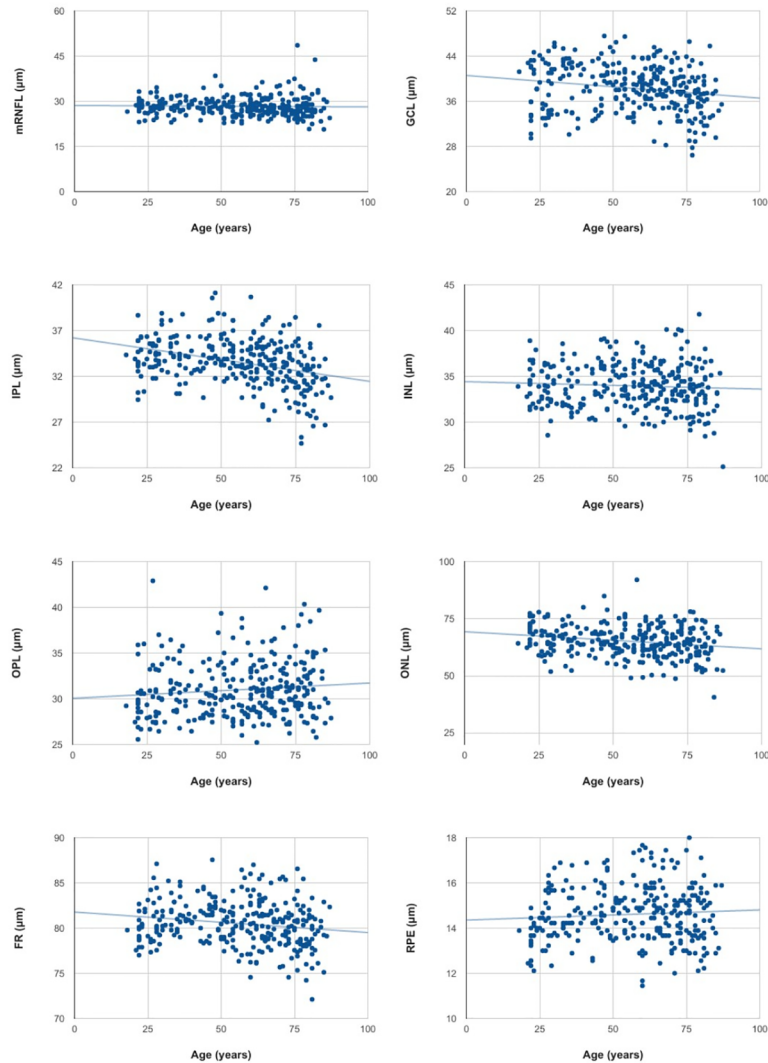 60
45
30
15
0
mRNFL (µm)
0 25 50 75 100
Age (years)
52
44
36
28
20
GCL (µm)
0 25 50 75 100
Age (years)
42
37
32
27
22
IPL (µm)
0 25 50 75 100
Age (years)
45
40
35
30
25
INL (µm)
0 25 50 75 100
Age (years)
45
40
35
30
25
OPL (µm)
0 25 50 75 100
Age (years)
100
75
50
25
ONL (µm)
0 25 50 75 100
Age (years)
90
85
80
75
70
FR (µm)
0 25 50 75 100
Age (years)
18
16
14
12
10
RPE (µm)
0 25 50 75 100
Age (years)